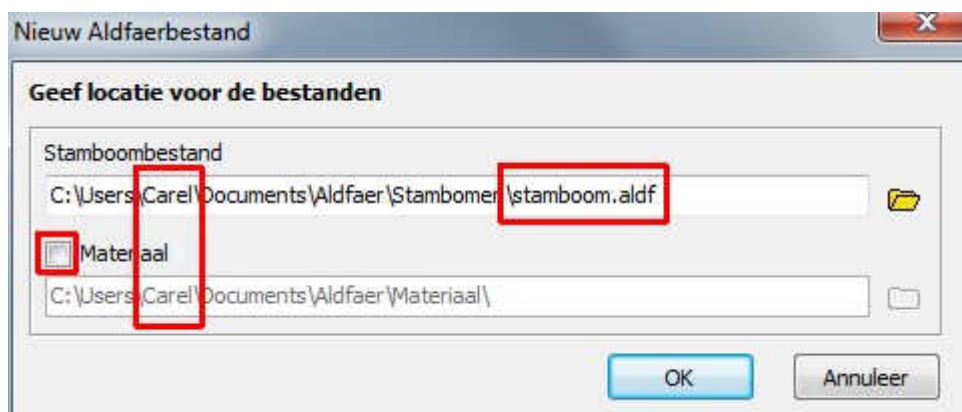 Nieuw Aldfaerbestand
Geef locatie voor de bestanden
Stamboombestand
C:\Users\Carel\Documents\Aldfaer\Stambomen\stamboom.aldf
Materiaal
C:\Users\Carel\Documents\Aldfaer\Materiaal\
OK Annuleer